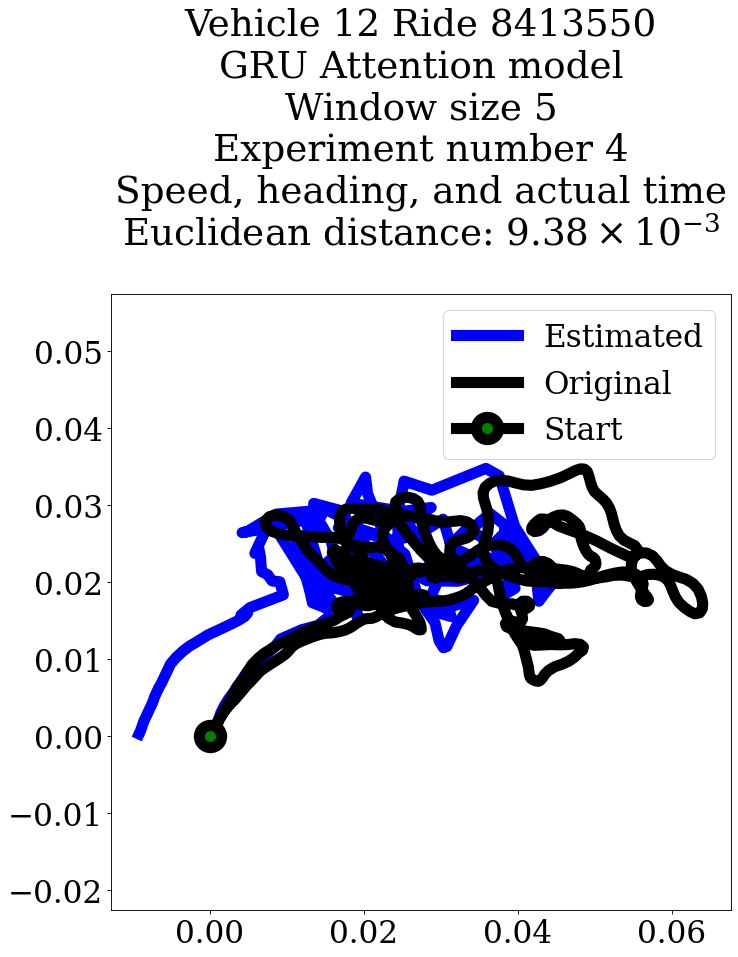 Vehicle 12 Ride 8413550
GRU Attention model
Window size 5
Experiment number 4
Speed, heading, and actual time
Euclidean distance: 9.38 × 10⁻³
Estimated
Original
Start
0.05
0.04
0.03
0.02
0.01
0.00
−0.01
−0.02
0.00 0.02 0.04 0.06